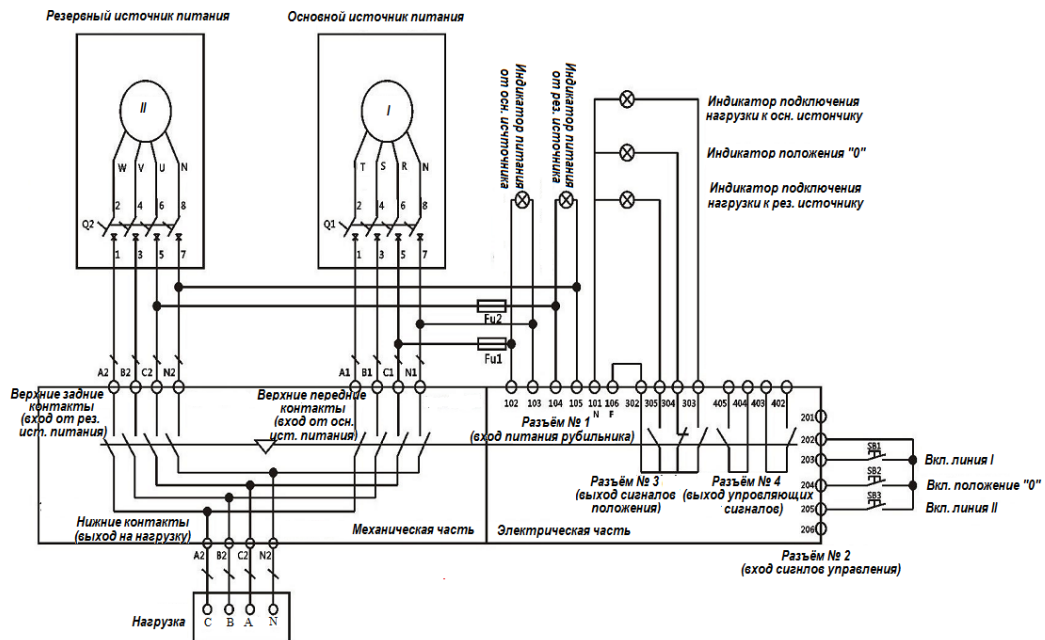 Резервный источник питания
Основной источник питания
II
I
W V U N
T S R N
2 4 6 8
2 4 6 8
Q2
Q1
1 3 5 7
1 3 5 7
Индикатор питания
от осн. исчточника
Индикатор питания
от рез. источника
Индикатор подключения
нагрузки к осн. истончику
Индикатор положения "0"
Индикатор подключения
нагрузки к рез. источнику
Fu2
Fu1
A2 B2 C2 N2
A1 B1 C1 N1
Верхние задние
контакты
(вход от рез.
ист. питания)
Верхние передние
контакты
(вход от осн.
ист. питания)
102 103 104 105 101 106 302 305 304 303 405 404 403 402
N F
Разъём № 1
(вход питания рубильника)
Разъём № 3
(выход сигналов
положения)
Разъём № 4
(выход упровляющих
сигналов)
201
202
203
204
205
206
SB1
SB2
SB3
Вкл. линия I
Вкл. положение "0"
Вкл. линия II
Нижние контакты
(выход на нагрузку)
Механическая часть
Электрическая часть
Разъём № 2
(вход сигнлов управления)
A2 B2 C2 N2
Нагрузка
C B A N